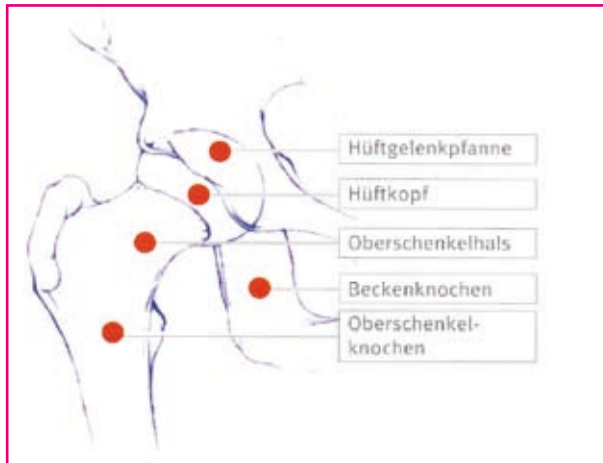 Hüftgelenkpfanne
Hüftkopf
Oberschenkelhals
Beckenknochen
Oberschenkel-
knochen